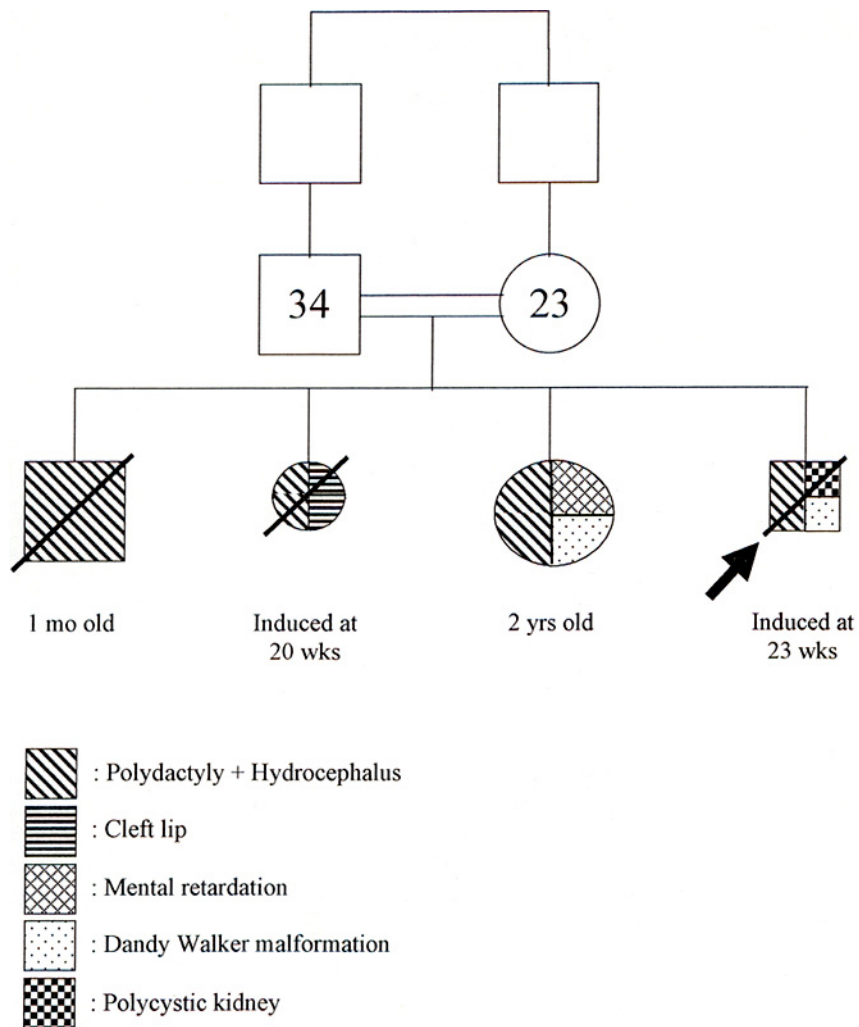 34
23
1 mo old
Induced at
20 wks
2 yrs old
Induced at
23 wks
: Polydactyly + Hydrocephalus
: Cleft lip
: Mental retardation
: Dandy Walker malformation
: Polycystic kidney